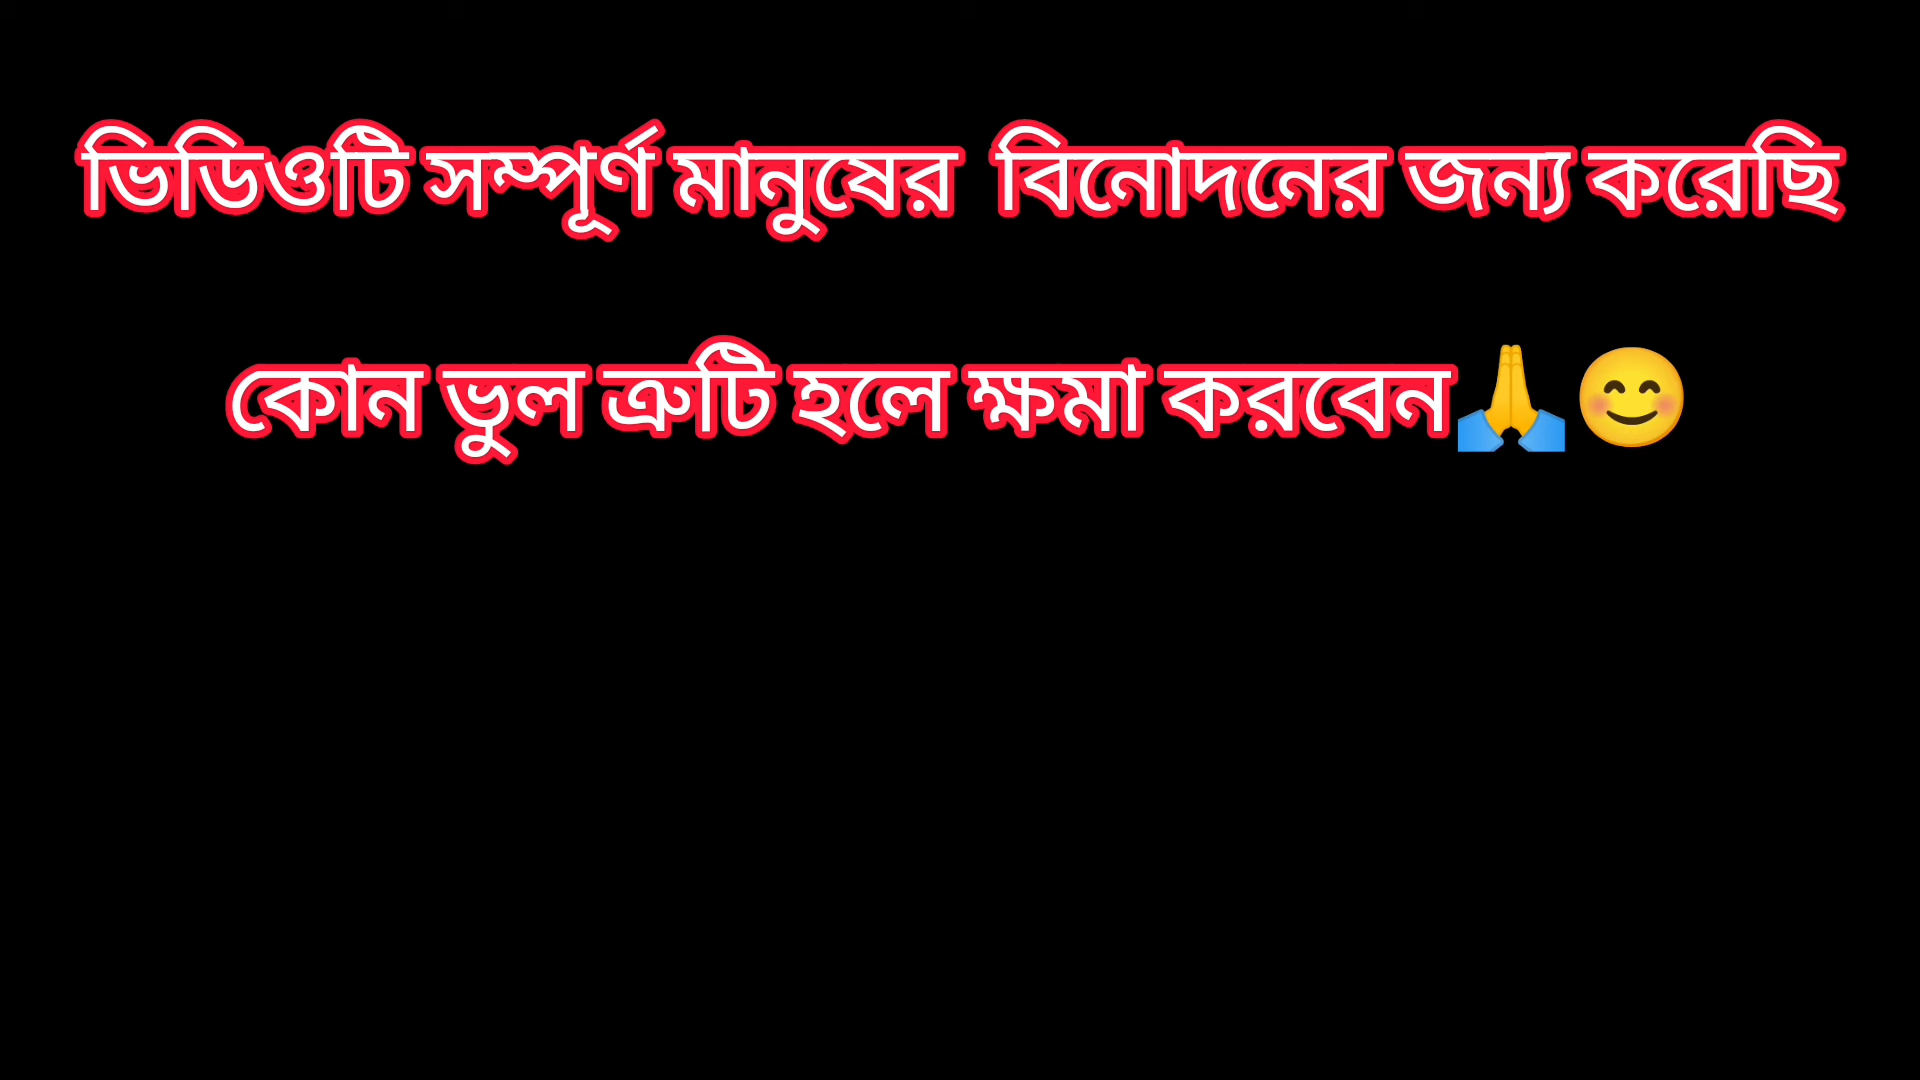 ভিডিওটি সম্পূর্ণ মানুষের  বিনোদনের জন্য করেছি
কোন ভুল ত্রুটি হলে ক্ষমা করবেন🙏😊